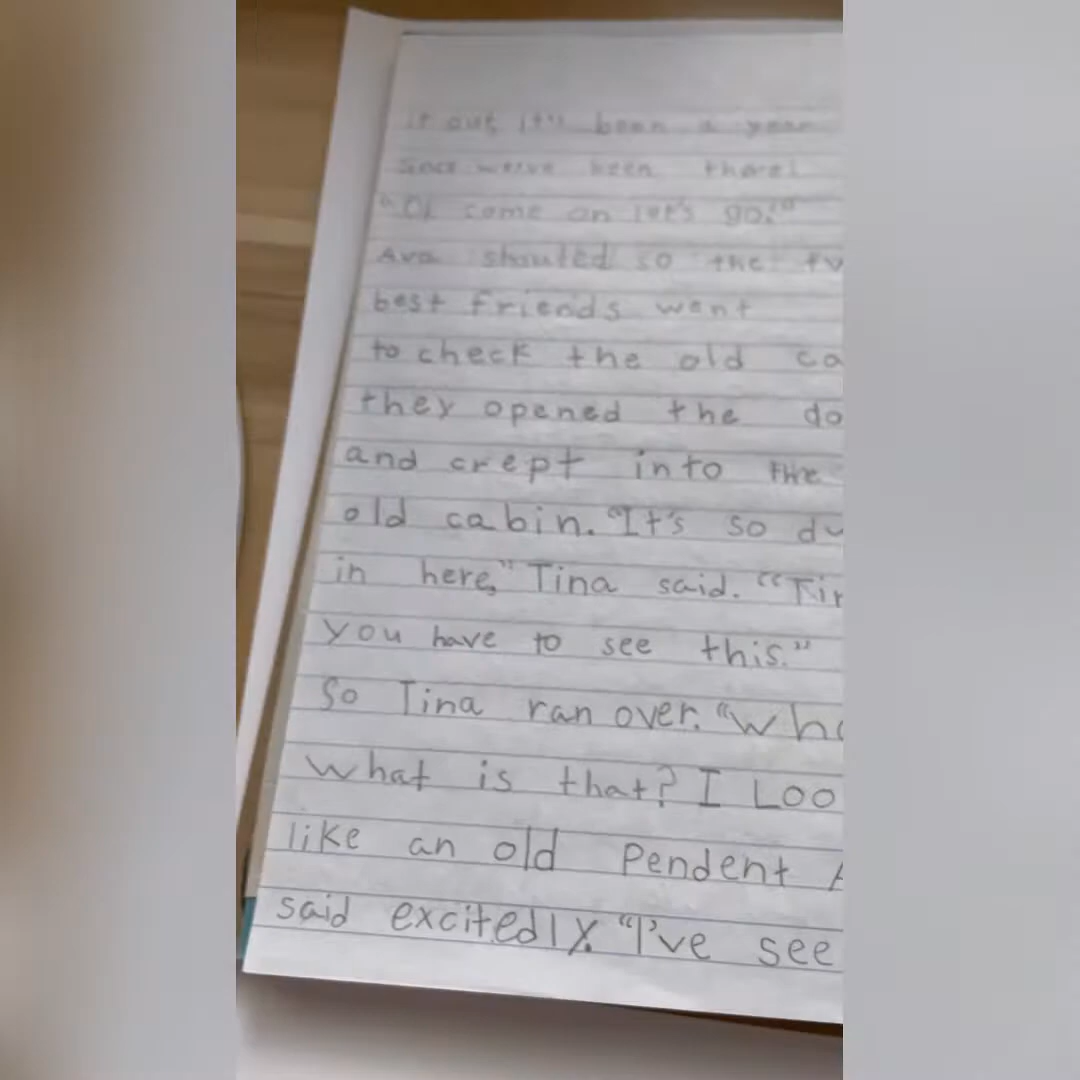 it out, it's been a year
since we've been there!
come on let's go!"
Ava shouted so the
best friends went
to check the old
they opened the
and crept into the
old cabin. "It's so
in here," Tina said.
you have to see this."
So Tina ran over.
What is that? I
like an old Pendent
said excitedly. "I've see